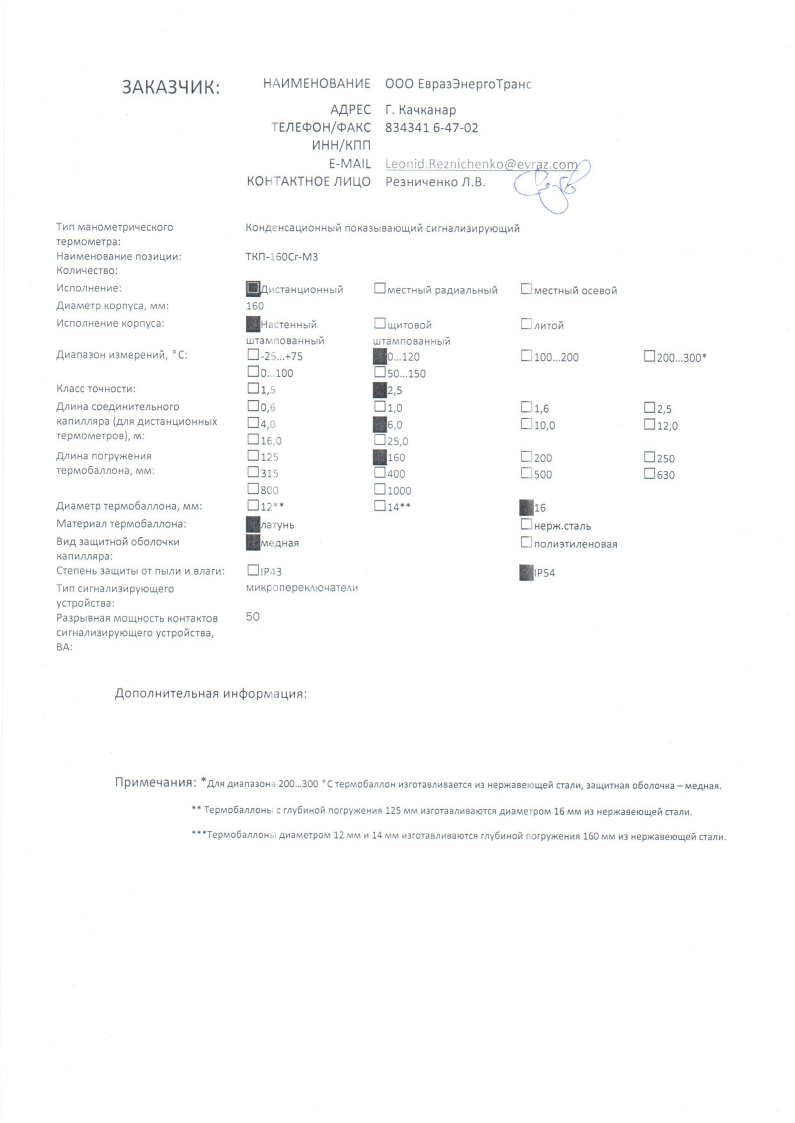 ЗАКАЗЧИК: НАИМЕНОВАНИЕ ООО ЕвразЭнергоТранс
АДРЕС Г. Качканар
ТЕЛЕФОН/ФАКС 834341 6-47-02
ИНН/КПП
E-MAIL Leonid.Reznichenko@evraz.com
КОНТАКТНОЕ ЛИЦО Резниченко Л.В.
Тип манометрического Конденсационный показывающий сигнализирующий
термометра:
Наименование позиции: ТКП-160Сг-М3
Количество:
Исполнение: Дистанционный местный радиальный местный осевой
Диаметр корпуса, мм: 160
Исполнение корпуса: Настенный щитовой литой
штампованный штампованный
Диапазон измерений, °С: -25...+75 0...120 100...200 200...300*
0...100 50...150
Класс точности: 1,5 2,5
Длина соединительного 0,6 1,0 1,6 2,5
капилляра (для дистанционных 4,0 6,0 10,0 12,0
термометров), м: 16,0 25,0
Длина погружения 125 160 200 250
термобаллона, мм: 315 400 500 630
800 1000
Диаметр термобаллона, мм: 12** 14** 16
Материал термобаллона: латунь нерж.сталь
Вид защитной оболочки медная полиэтиленовая
капилляра:
Степень защиты от пыли и влаги: IP43 IP54
Тип сигнализирующего микропереключатели
устройства:
Разрывная мощность контактов 50
сигнализирующего устройства,
ВА:
Дополнительная информация:
Примечания: *Для диапазона 200...300 °С термобаллон изготавливается из нержавеющей стали, защитная оболочка – медная.
** Термобаллоны с глубиной погружения 125 мм изготавливаются диаметром 16 мм из нержавеющей стали.
***Термобаллоны диаметром 12 мм и 14 мм изготавливаются глубиной погружения 160 мм из нержавеющей стали.